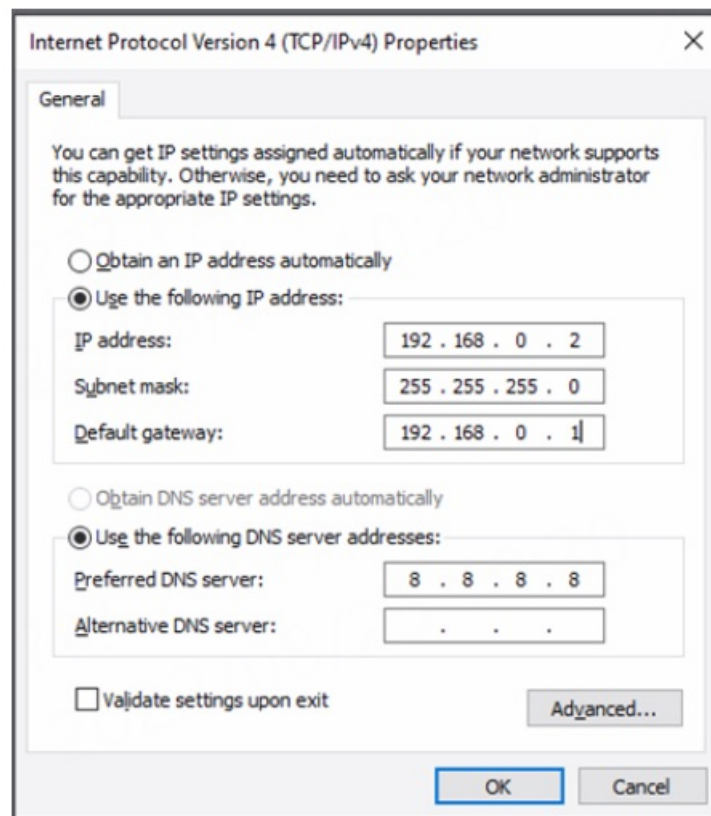 Internet Protocol Version 4 (TCP/IPv4) Properties
General
You can get IP settings assigned automatically if your network supports
this capability. Otherwise, you need to ask your network administrator
for the appropriate IP settings.
Obtain an IP address automatically
Use the following IP address:
IP address: 192 . 168 . 0 . 2
Subnet mask: 255 . 255 . 255 . 0
Default gateway: 192 . 168 . 0 . 1
Obtain DNS server address automatically
Use the following DNS server addresses:
Preferred DNS server: 8 . 8 . 8 . 8
Alternative DNS server: . . .
Validate settings upon exit
Advanced...
OK Cancel